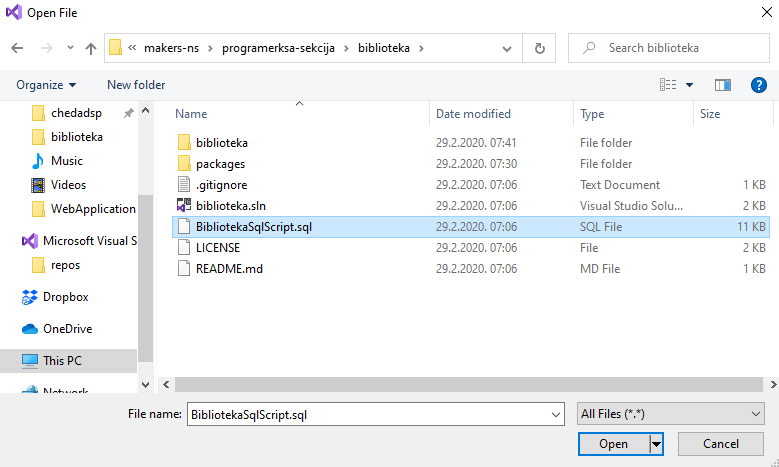 Open File
« makers-ns › programerksa-sekcija › biblioteka ›
Search biblioteka
Organize
New folder
Name Date modified Type Size
chedadsp
biblioteka
Music
Videos
WebApplication
Microsoft Visual S
repos
Dropbox
OneDrive
This PC
Network
biblioteka 29.2.2020. 07:41 File folder
packages 29.2.2020. 07:30 File folder
.gitignore 29.2.2020. 07:06 Text Document 1 KB
biblioteka.sln 29.2.2020. 07:06 Visual Studio Solu... 2 KB
BibliotekaSqlScript.sql 29.2.2020. 07:06 SQL File 11 KB
LICENSE 29.2.2020. 07:06 File 2 KB
README.md 29.2.2020. 07:06 MD File 1 KB
File name: BibliotekaSqlScript.sql
All Files (*.*)
Open
Cancel